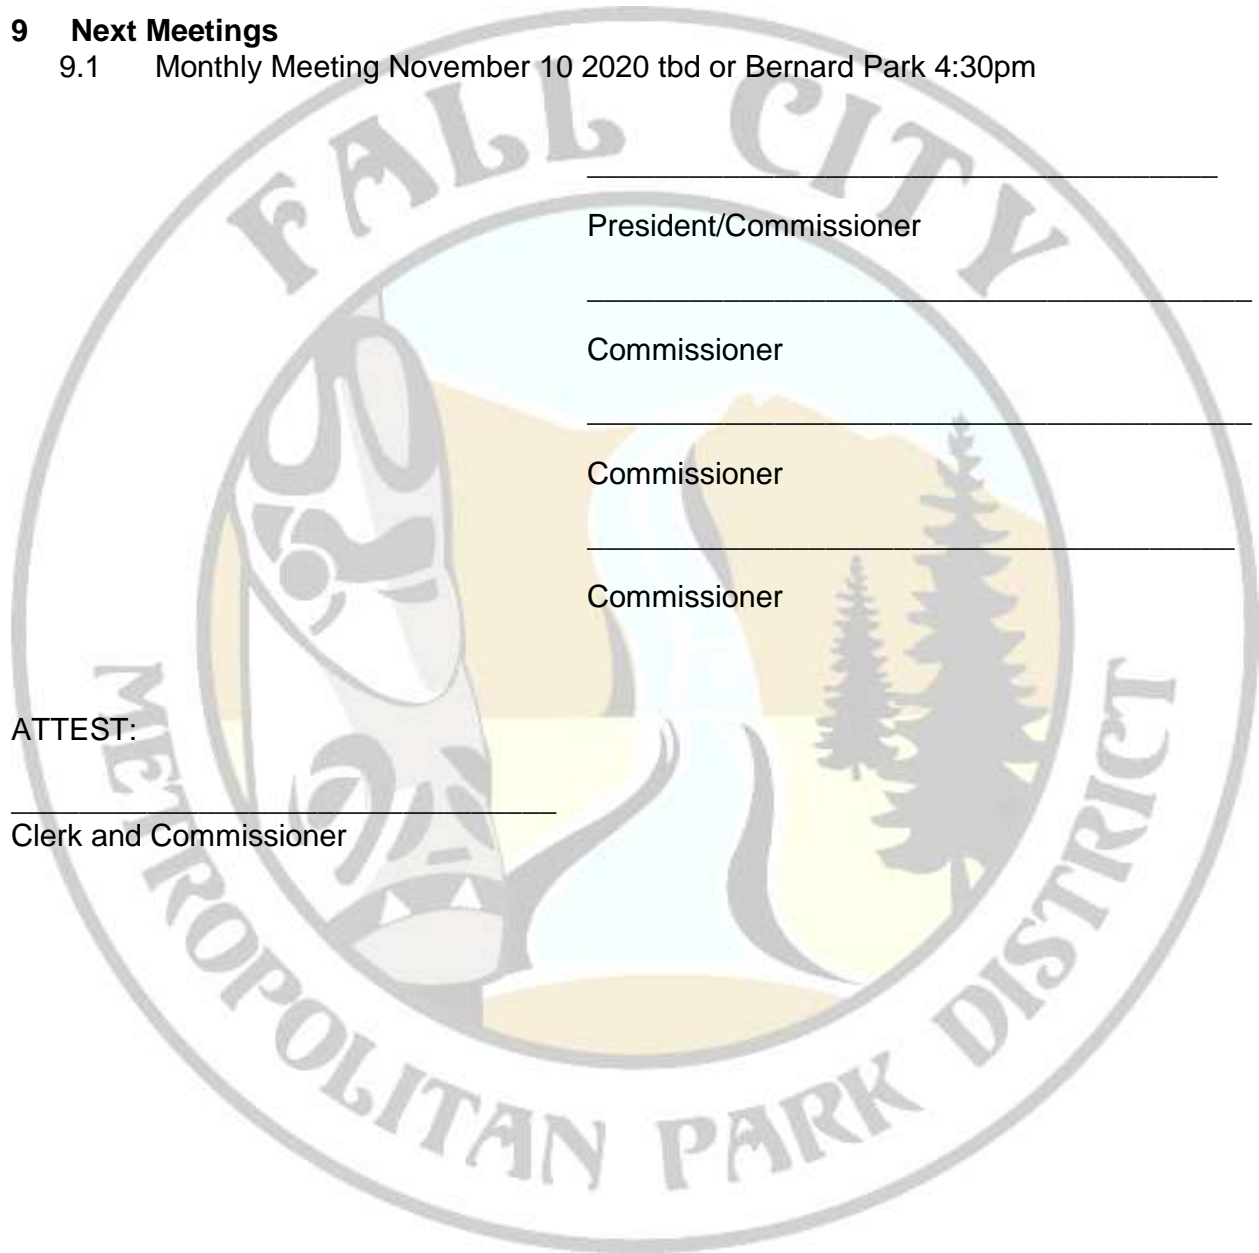 9 Next Meetings
9.1 Monthly Meeting November 10 2020 tbd or Bernard Park 4:30pm
FALL CITY
President/Commissioner
Commissioner
Commissioner
Commissioner
ATTEST:
Clerk and Commissioner
METROPOLITAN PARK DISTRICT